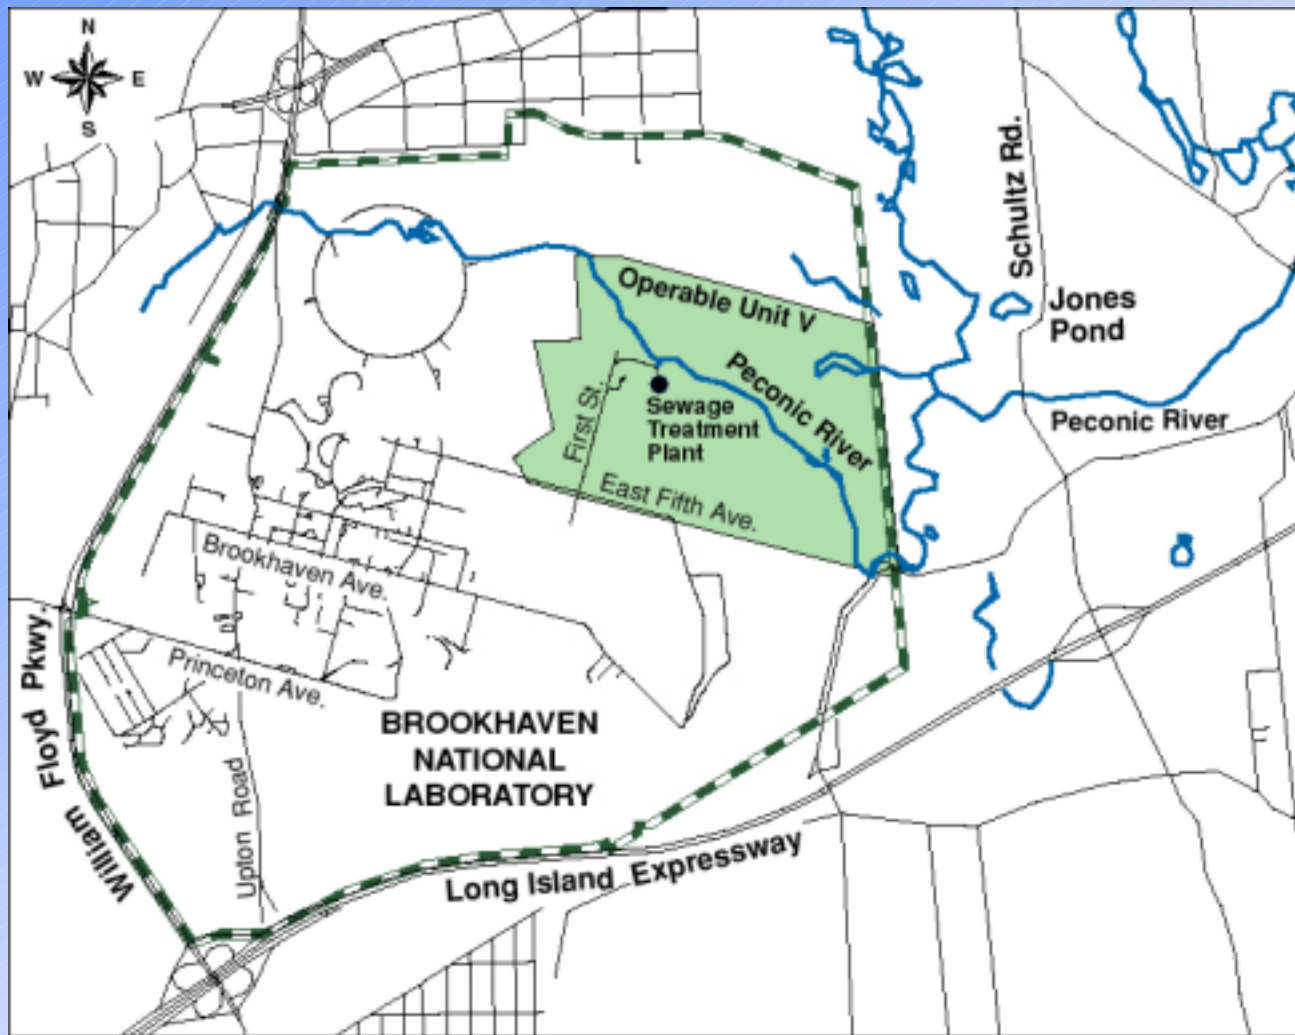 N
W E
S
Schultz Rd.
Operable Unit V
Jones
Pond
Peconic River
Peconic River
Sewage
Treatment
Plant
First St.
East Fifth Ave.
Brookhaven Ave.
Princeton Ave.
William Floyd Pkwy.
BROOKHAVEN
NATIONAL
LABORATORY
Upton Road
Long Island Expressway